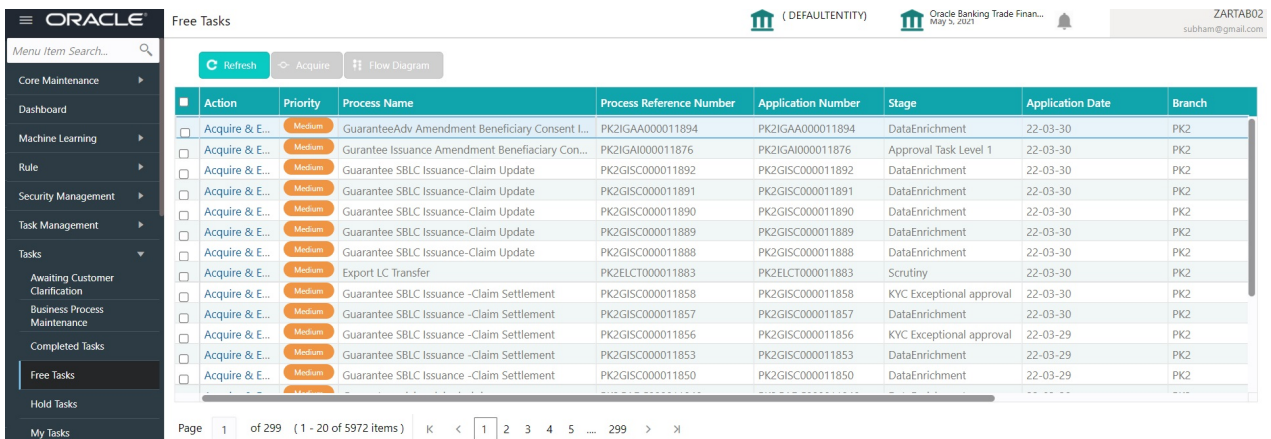 ORACLE
Free Tasks
( DEFAULTENTITY)
Oracle Banking Trade Finan...
May 5, 2021
ZARTAB02
subham@gmail.com
Menu Item Search...
Core Maintenance
Dashboard
Machine Learning
Rule
Security Management
Task Management
Tasks
Awaiting Customer
Clarification
Business Process
Maintenance
Completed Tasks
Free Tasks
Hold Tasks
My Tasks
Refresh Acquire Flow Diagram
Action Priority Process Name Process Reference Number Application Number Stage Application Date Branch
Acquire & E... Medium GuaranteeAdv Amendment Beneficiary Consent I... PK2IGAA000011894 PK2IGAA000011894 DataEnrichment 22-03-30 PK2
Acquire & E... Medium Gurantee Issuance Amendment Benefiaciary Con... PK2IGAI000011876 PK2IGAI000011876 Approval Task Level 1 22-03-30 PK2
Acquire & E... Medium Guarantee SBLC Issuance-Claim Update PK2GISC000011892 PK2GISC000011892 DataEnrichment 22-03-30 PK2
Acquire & E... Medium Guarantee SBLC Issuance-Claim Update PK2GISC000011891 PK2GISC000011891 DataEnrichment 22-03-30 PK2
Acquire & E... Medium Guarantee SBLC Issuance-Claim Update PK2GISC000011890 PK2GISC000011890 DataEnrichment 22-03-30 PK2
Acquire & E... Medium Guarantee SBLC Issuance-Claim Update PK2GISC000011889 PK2GISC000011889 DataEnrichment 22-03-30 PK2
Acquire & E... Medium Guarantee SBLC Issuance-Claim Update PK2GISC000011888 PK2GISC000011888 DataEnrichment 22-03-30 PK2
Acquire & E... Medium Export LC Transfer PK2ELCT000011883 PK2ELCT000011883 Scrutiny 22-03-30 PK2
Acquire & E... Medium Guarantee SBLC Issuance -Claim Settlement PK2GISC000011858 PK2GISC000011858 KYC Exceptional approval 22-03-30 PK2
Acquire & E... Medium Guarantee SBLC Issuance -Claim Settlement PK2GISC000011857 PK2GISC000011857 DataEnrichment 22-03-30 PK2
Acquire & E... Medium Guarantee SBLC Issuance -Claim Settlement PK2GISC000011856 PK2GISC000011856 KYC Exceptional approval 22-03-29 PK2
Acquire & E... Medium Guarantee SBLC Issuance -Claim Settlement PK2GISC000011853 PK2GISC000011853 DataEnrichment 22-03-29 PK2
Acquire & E... Medium Guarantee SBLC Issuance -Claim Settlement PK2GISC000011850 PK2GISC000011850 DataEnrichment 22-03-29 PK2
Page 1 of 299 ( 1 - 20 of 5972 items ) K < 1 2 3 4 5 .... 299 >